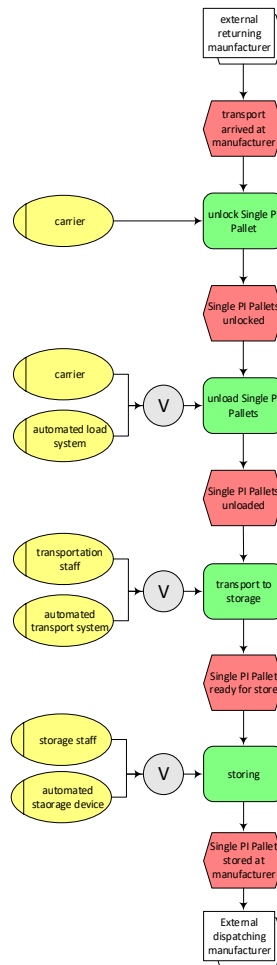 external
returning
maunfacturer
transport
arrived at
manufacturer
carrier
unlock Single P
Pallet
Single PI Pallets
unlocked
carrier
automated load
system
V
unload Single P
Pallets
Single PI Pallets
unloaded
transportation
staff
automated
transport system
V
transport to
storage
Single PI Pallet
ready for store
storage staff
automated
staorage device
V
storing
Single PI Pallet
stored at
manufacturer
External
dispatching
manufacturer